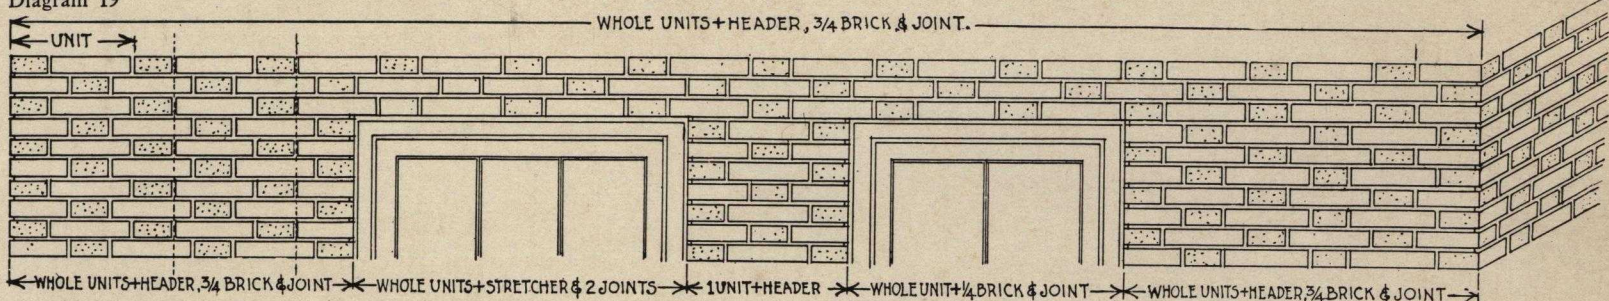 Diagram 19
WHOLE UNITS+HEADER, 3/4 BRICK & JOINT.
UNIT
WHOLE UNITS+HEADER, 3/4 BRICK & JOINT
WHOLE UNITS+STRETCHER & 2 JOINTS
1 UNIT+HEADER
WHOLE UNIT+1/4 BRICK & JOINT
WHOLE UNITS+HEADER, 3/4 BRICK & JOINT